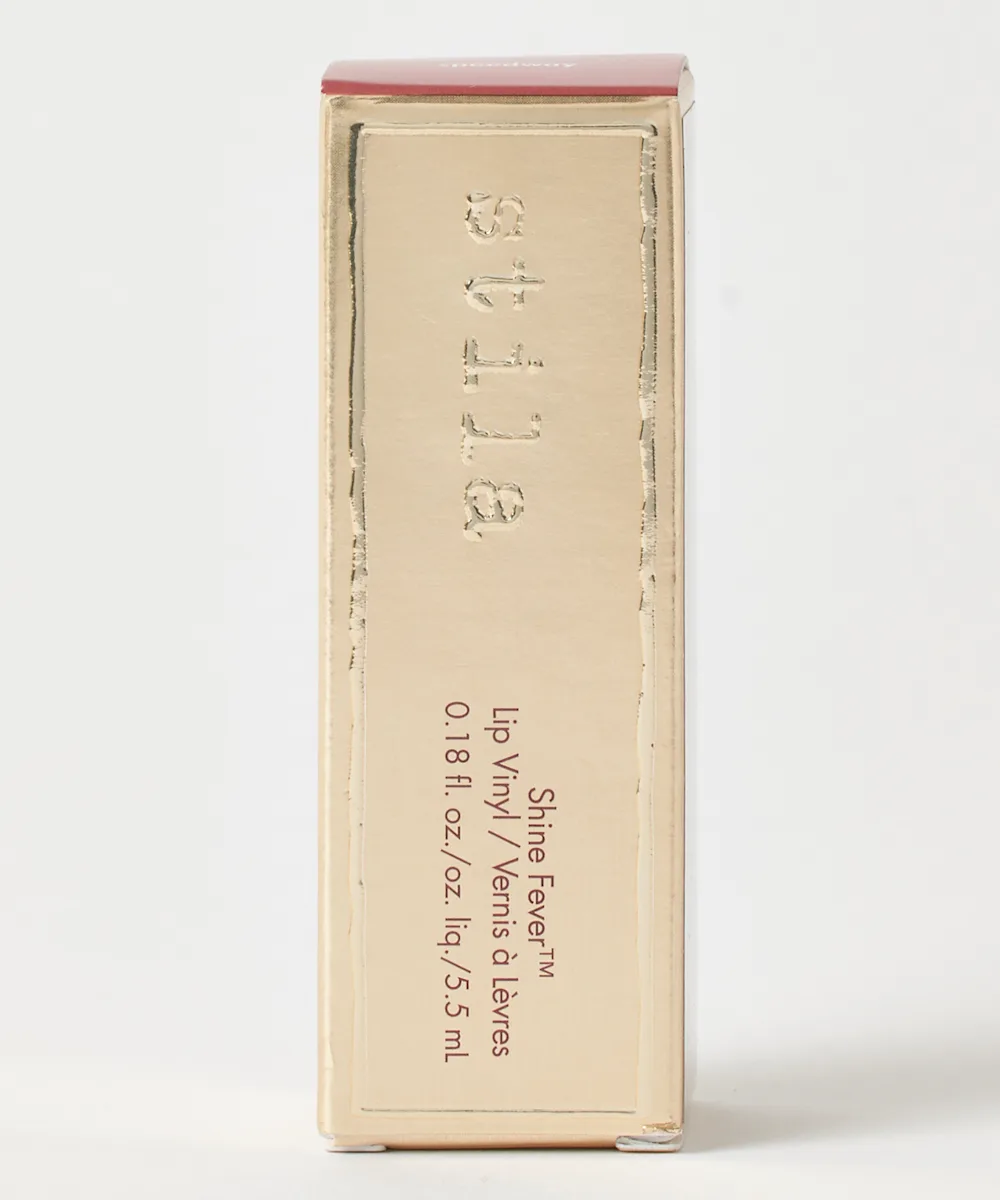 stila
Shine Fever™
Lip Vinyl / Vernis à Lèvres
0.18 fl. oz./oz. liq./5.5 mL